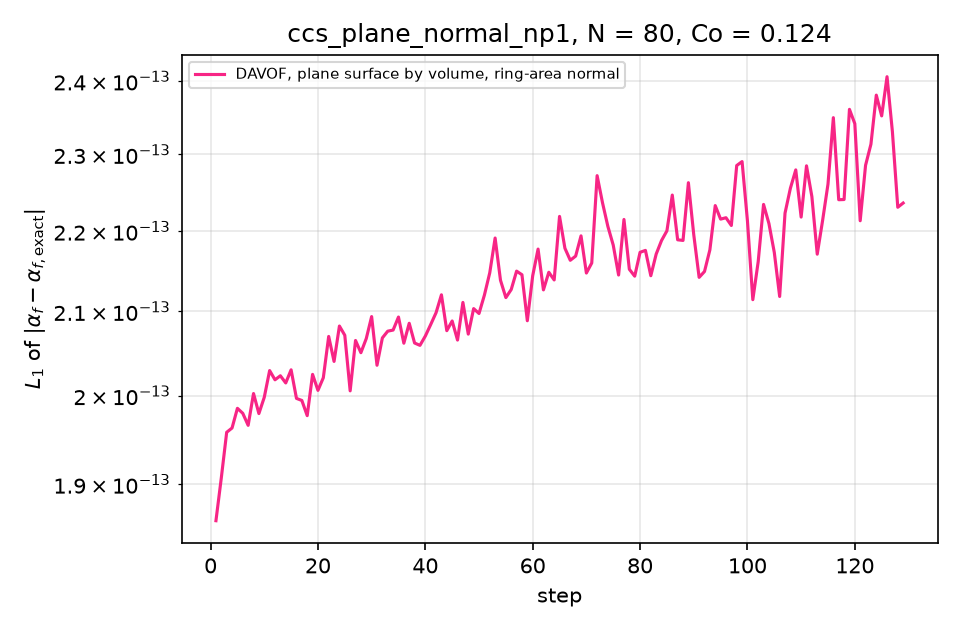 ccs_plane_normal_np1, N = 80, Co = 0.124
DAVOF, plane surface by volume, ring-area normal
2.4 × 10⁻¹³
2.3 × 10⁻¹³
2.2 × 10⁻¹³
2.1 × 10⁻¹³
2 × 10⁻¹³
1.9 × 10⁻¹³
L₁ of |α_f − α_{f, exact}|
0 20 40 60 80 100 120
step